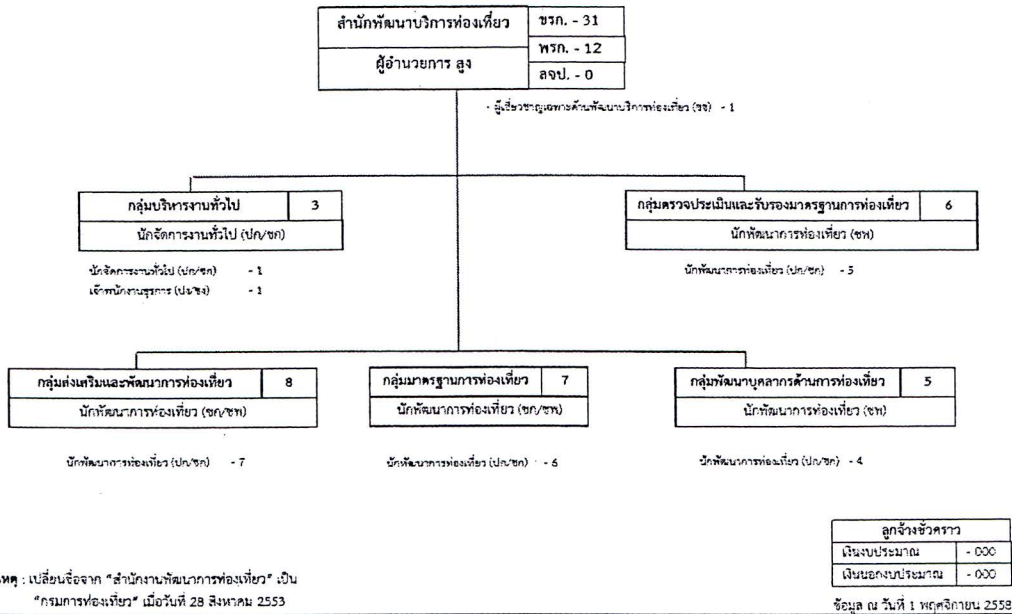 สำนักพัฒนาบริการท่องเที่ยว
ขรก. - 31
ผู้อำนวยการ สูง
พรก. - 12
ลจป. - 0
- ผู้เชี่ยวชาญเฉพาะด้านพัฒนาบริการท่องเที่ยว (ชช) - 1
กลุ่มบริหารงานทั่วไป 3
นักจัดการงานทั่วไป (ปก/ชก)
นักจัดการงานทั่วไป (ปก/ชก) - 1
เจ้าพนักงานธุรการ (ปง/ชง) - 1
กลุ่มตรวจประเมินและรับรองมาตรฐานการท่องเที่ยว 6
นักพัฒนาการท่องเที่ยว (ชพ)
นักพัฒนาการท่องเที่ยว (ปก/ชก) - 5
กลุ่มส่งเสริมและพัฒนาการท่องเที่ยว 8
นักพัฒนาการท่องเที่ยว (ชก/ชพ)
นักพัฒนาการท่องเที่ยว (ปก/ชก) - 7
กลุ่มมาตรฐานการท่องเที่ยว 7
นักพัฒนาการท่องเที่ยว (ชก/ชพ)
นักพัฒนาการท่องเที่ยว (ปก/ชก) - 6
กลุ่มพัฒนาบุคลากรด้านการท่องเที่ยว 5
นักพัฒนาการท่องเที่ยว (ชพ)
นักพัฒนาการท่องเที่ยว (ปก/ชก) - 4
ลูกจ้างชั่วคราว
เงินงบประมาณ - 000
เงินนอกงบประมาณ - 000
เหตุ : เปลี่ยนชื่อจาก "สำนักงานพัฒนาการท่องเที่ยว" เป็น
"กรมการท่องเที่ยว" เมื่อวันที่ 28 สิงหาคม 2553
ข้อมูล ณ วันที่ 1 พฤศจิกายน 2558